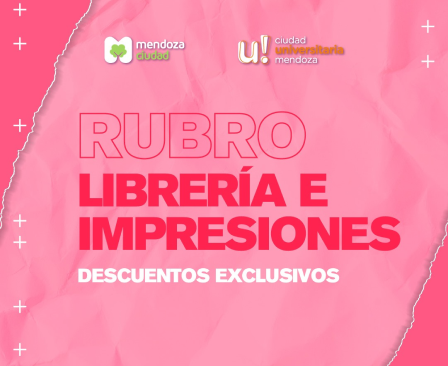 mendoza
ciudad
u!
ciudad
universitaria
mendoza
RUBRO
LIBRERÍA E
IMPRESIONES
DESCUENTOS EXCLUSIVOS